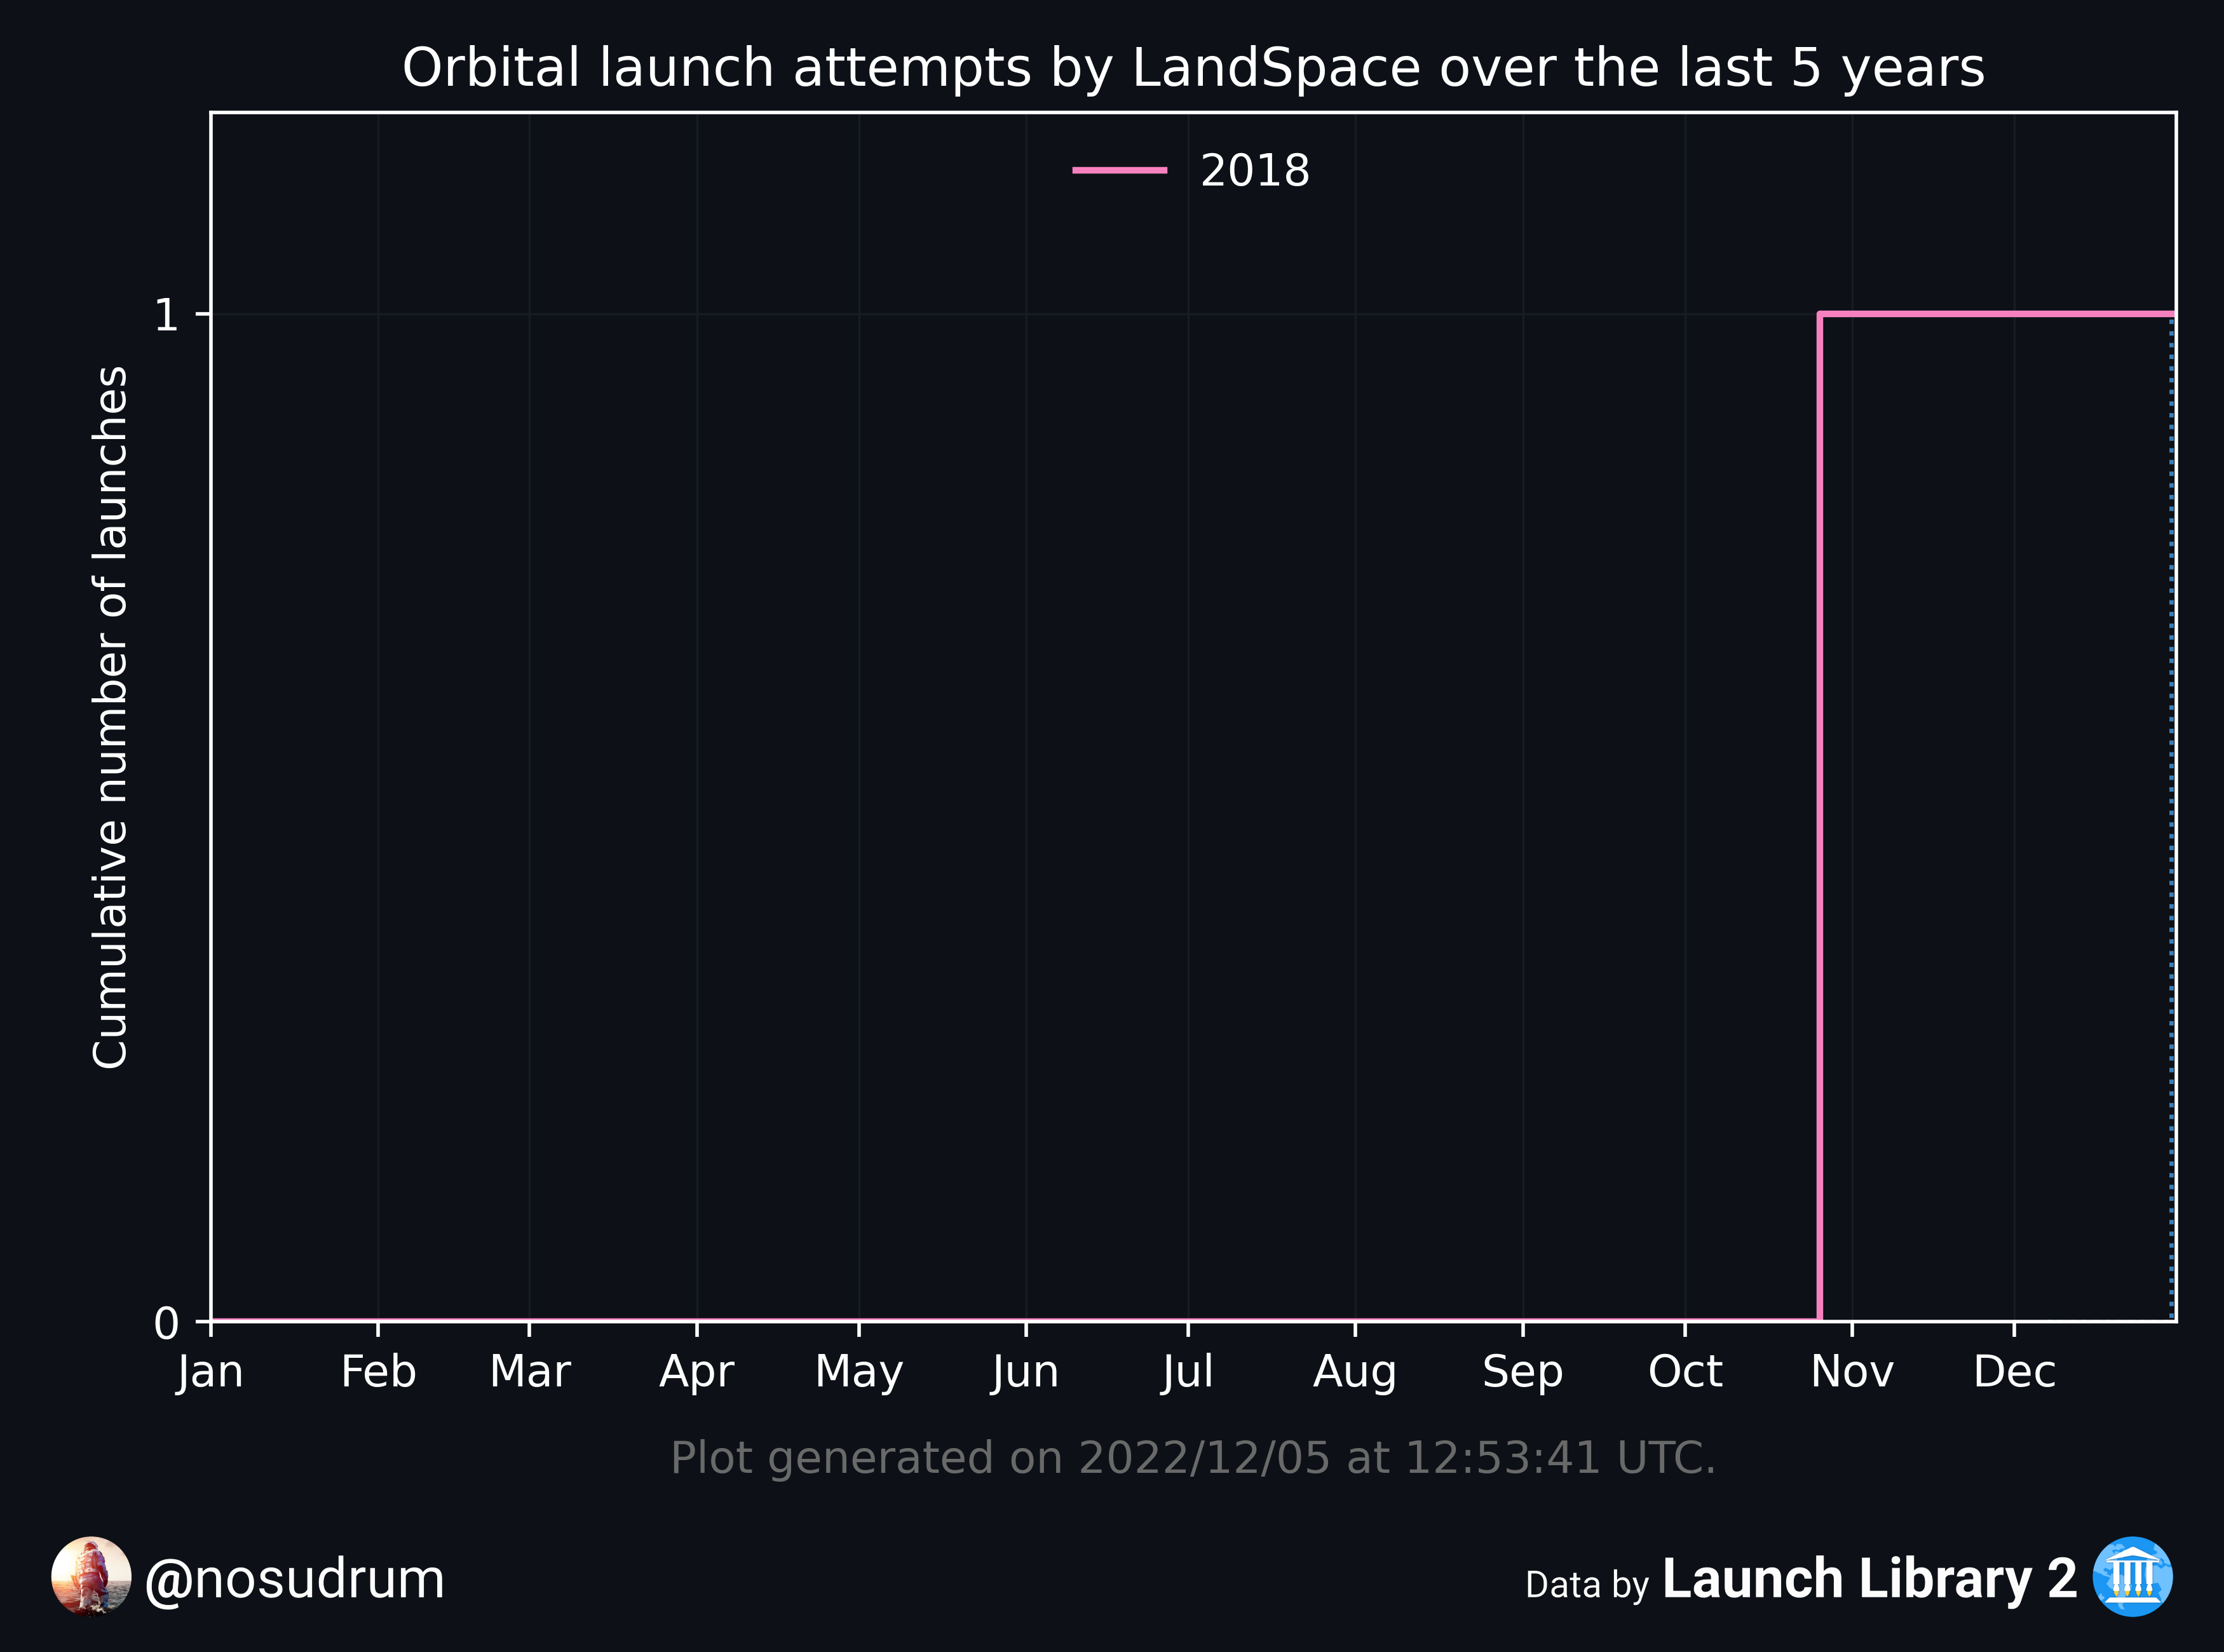 Orbital launch attempts by LandSpace over the last 5 years
2018
1
Cumulative number of launches
0
Jan Feb Mar Apr May Jun Jul Aug Sep Oct Nov Dec
Plot generated on 2022/12/05 at 12:53:41 UTC.
@nosudrum
Data by Launch Library 2